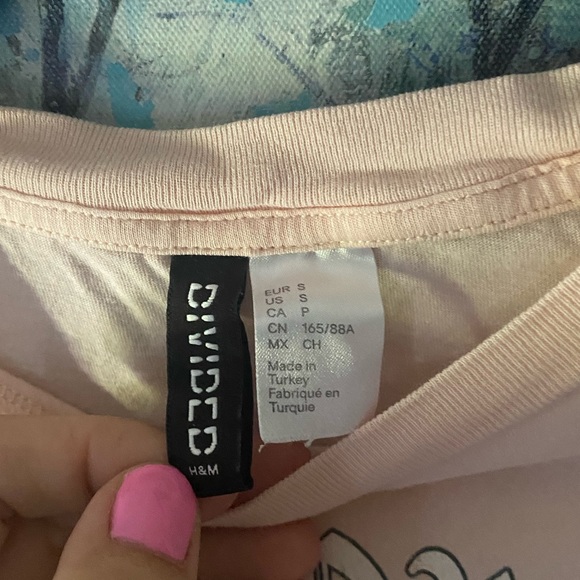 DIVIDED
H&M
EUR S
US S
CA P
CN 165/88A
MX CH
Made in
Turkey
Fabriqué en
Turquie